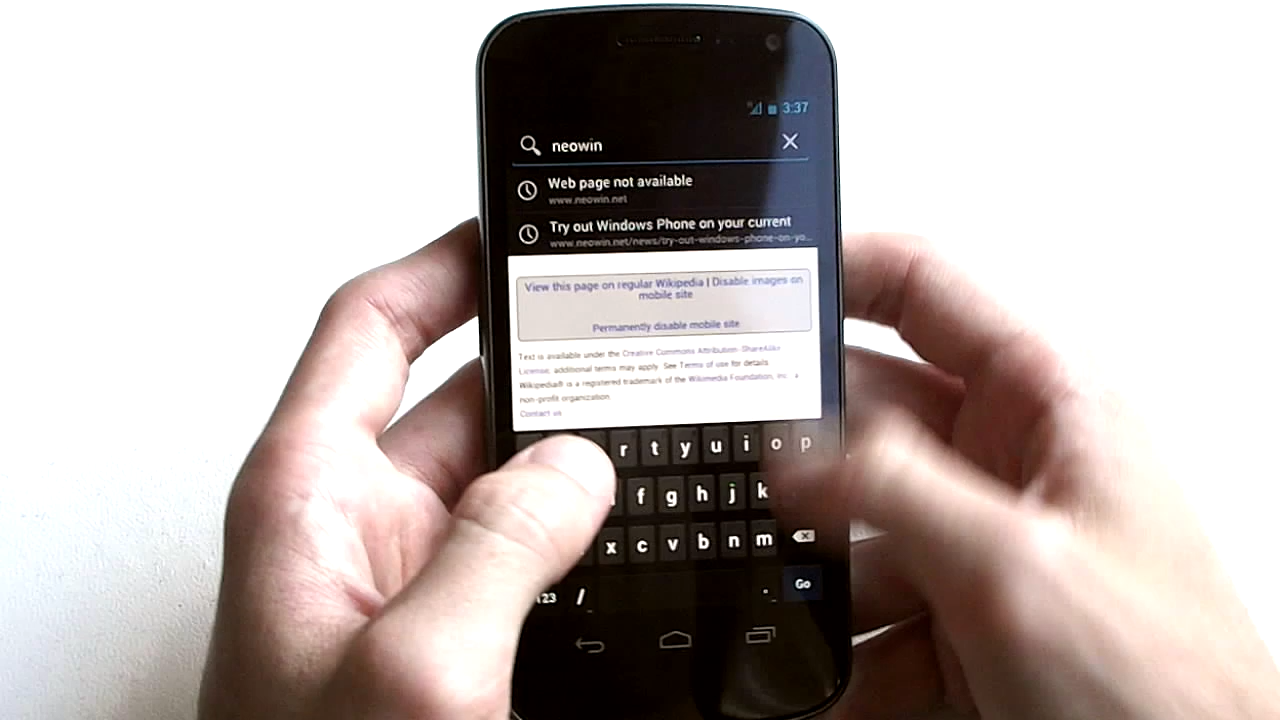 3:37
neowin
Web page not available
www.neowin.net
Try out Windows Phone on your current
www.neowin.net/news/try-out-windows-phone-on-yo...
View this page on regular Wikipedia | Disable images on
mobile site
Permanently disable mobile site
Text is available under the Creative Commons Attribution-ShareAlike
License; additional terms may apply. See Terms of use for details.
Wikipedia® is a registered trademark of the Wikimedia Foundation, Inc., a
non-profit organization.
Contact us
r t y u i o p
f g h j k
x c v b n m
123 / . Go